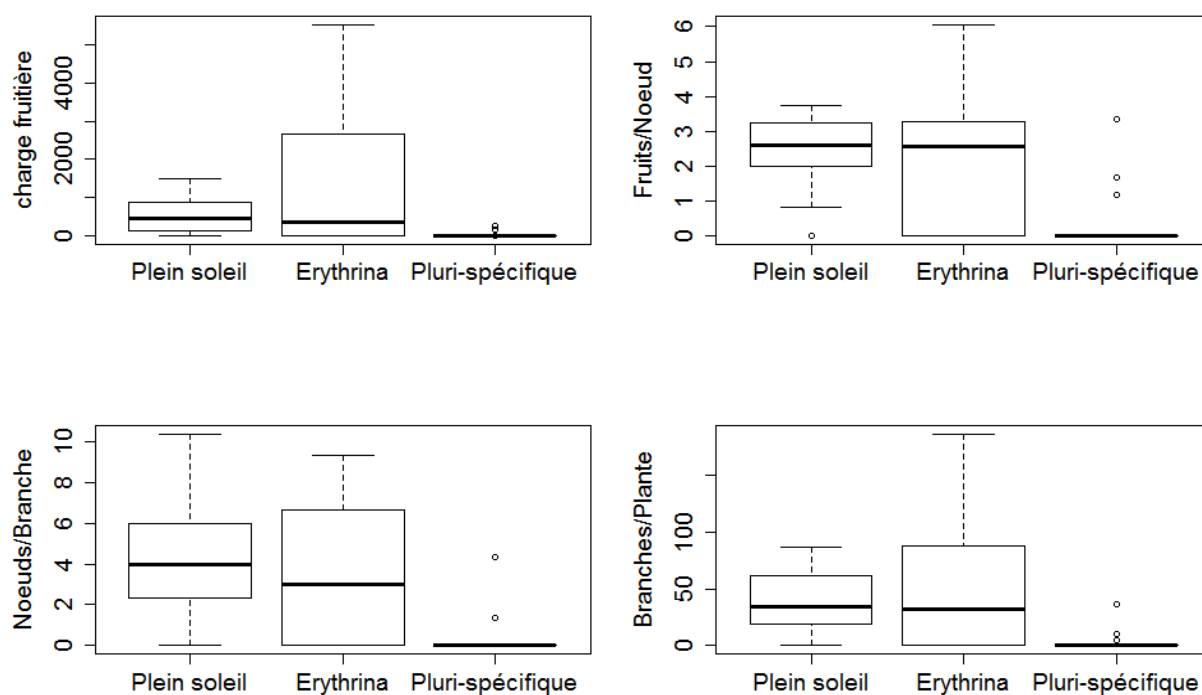 charge fruitière
0 2000 4000
Plein soleil Erythrina Pluri-spécifique
Fruits/Noeud
0 1 2 3 4 5 6
Plein soleil Erythrina Pluri-spécifique
Noeuds/Branche
0 2 4 6 8 10
Plein soleil Erythrina Pluri-spécifique
Branches/Plante
0 50 100
Plein soleil Erythrina Pluri-spécifique